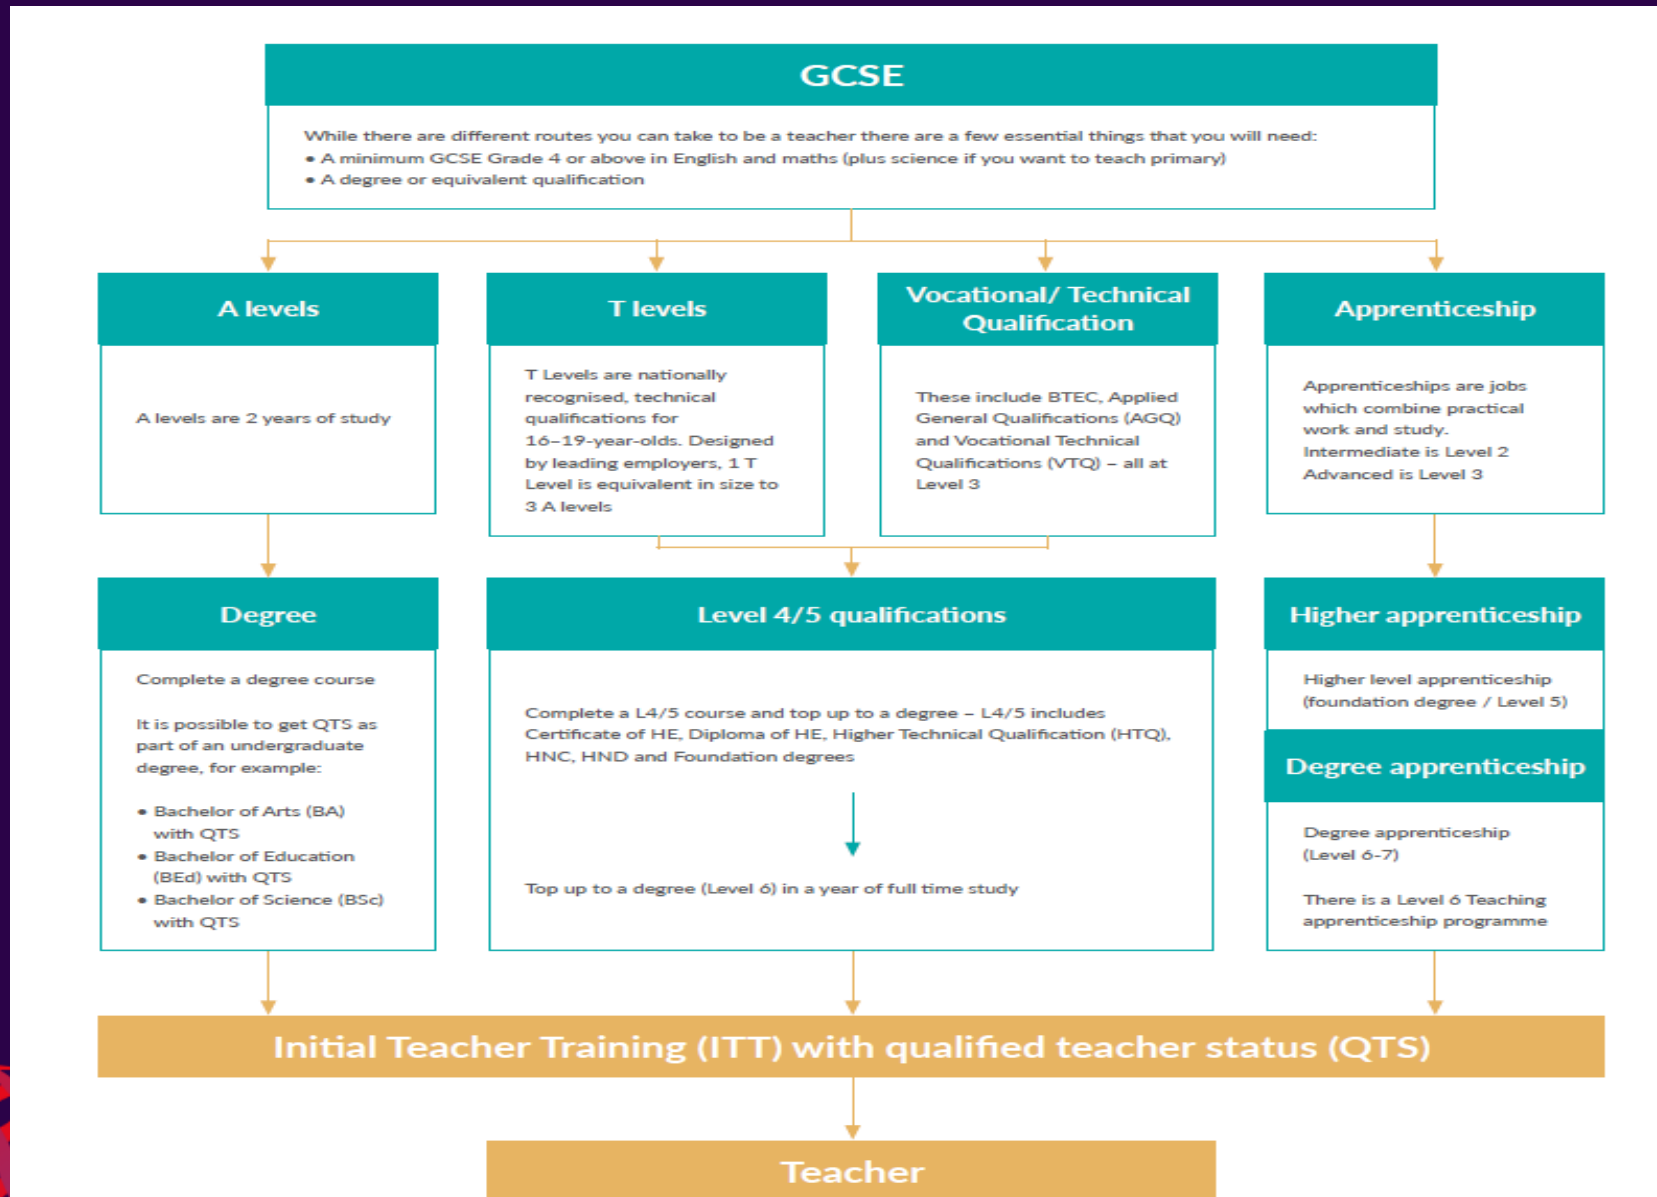 GCSE
While there are different routes you can take to be a teacher there are a few essential things that you will need:
• A minimum GCSE Grade 4 or above in English and maths (plus science if you want to teach primary)
• A degree or equivalent qualification
A levels
A levels are 2 years of study
T levels
T Levels are nationally
recognised, technical
qualifications for
16–19-year-olds. Designed
by leading employers, 1 T
Level is equivalent in size to
3 A levels
Vocational/ Technical
Qualification
These include BTEC, Applied
General Qualifications (AGQ)
and Vocational Technical
Qualifications (VTQ) – all at
Level 3
Apprenticeship
Apprenticeships are jobs
which combine practical
work and study.
Intermediate is Level 2
Advanced is Level 3
Degree
Complete a degree course
It is possible to get QTS as
part of an undergraduate
degree, for example:
• Bachelor of Arts (BA)
with QTS
• Bachelor of Education
(BEd) with QTS
• Bachelor of Science (BSc)
with QTS
Level 4/5 qualifications
Complete a L4/5 course and top up to a degree – L4/5 includes
Certificate of HE, Diploma of HE, Higher Technical Qualification (HTQ),
HNC, HND and Foundation degrees
Top up to a degree (Level 6) in a year of full time study
Higher apprenticeship
Higher level apprenticeship
(foundation degree / Level 5)
Degree apprenticeship
Degree apprenticeship
(Level 6-7)
There is a Level 6 Teaching
apprenticeship programme
Initial Teacher Training (ITT) with qualified teacher status (QTS)
Teacher